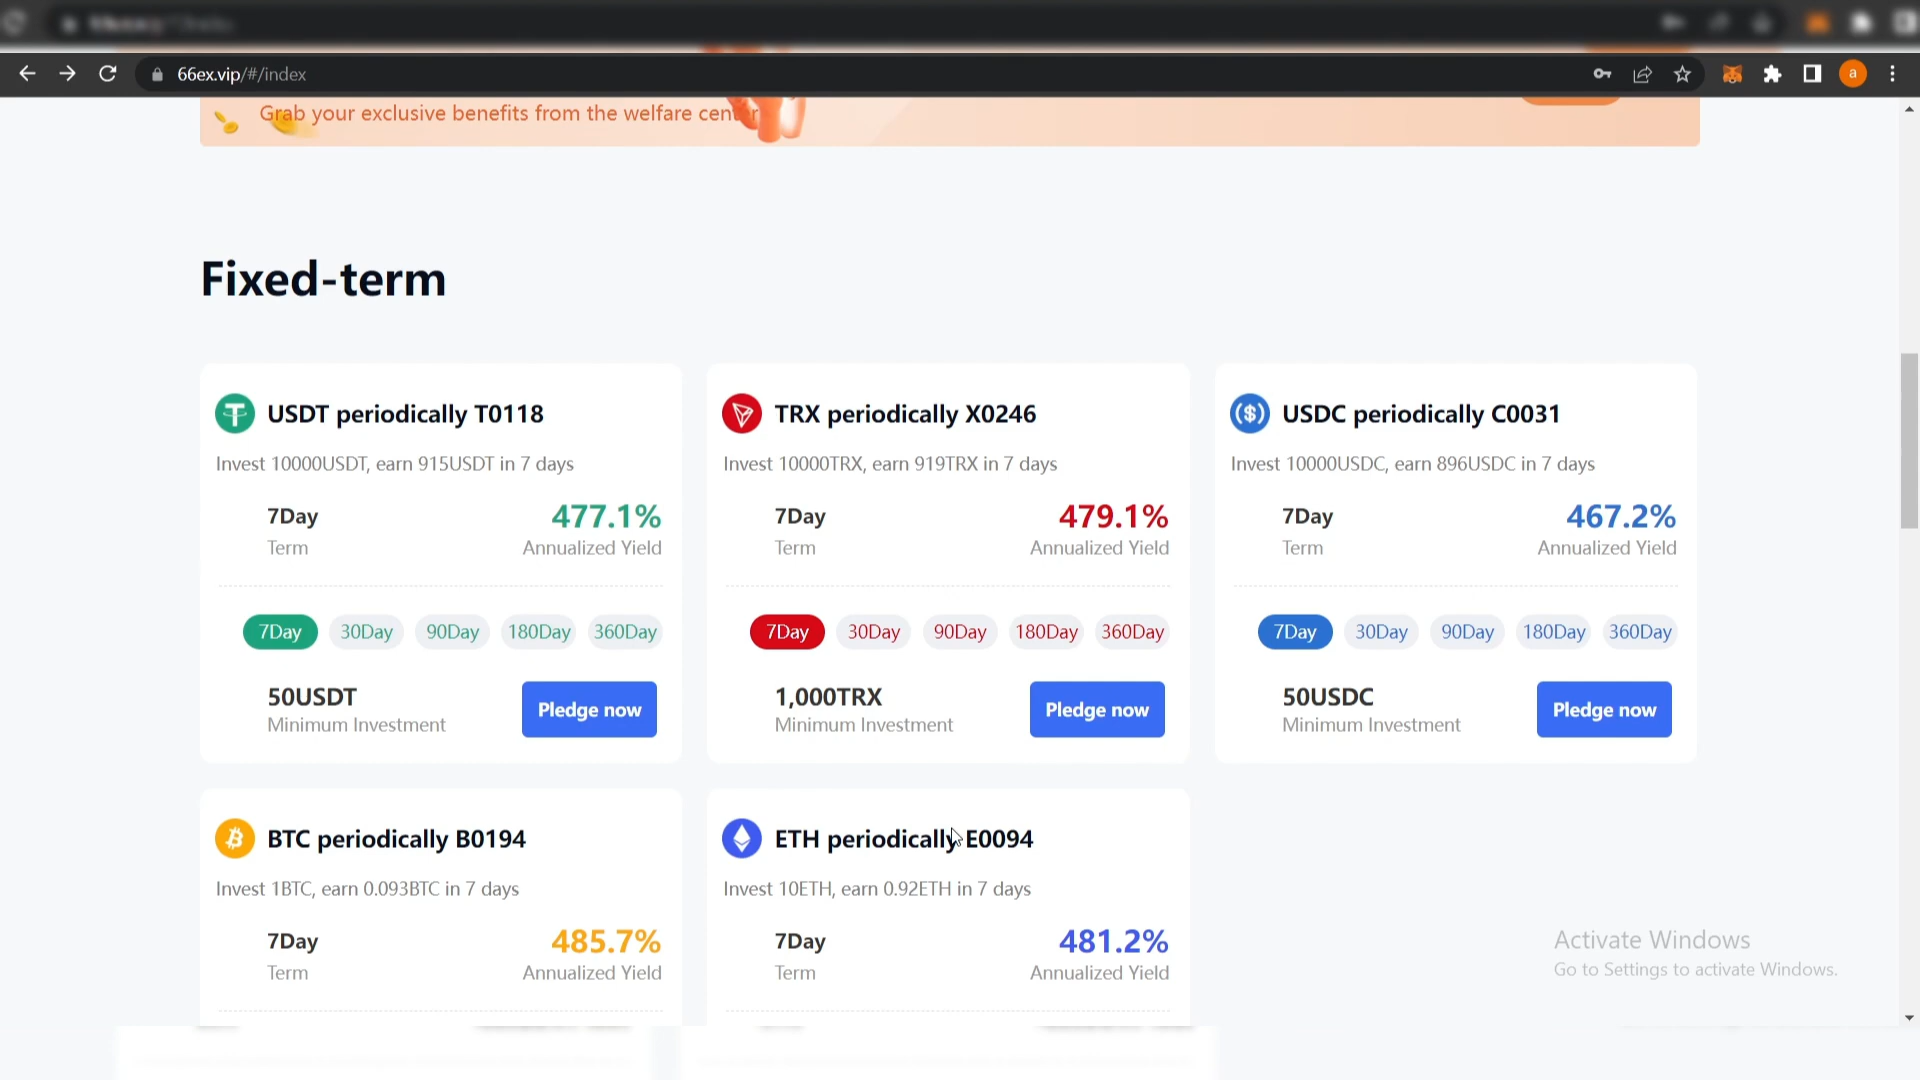 66ex.vip/#/index
a
Grab your exclusive benefits from the welfare center
Fixed-term
USDT periodically T0118
Invest 10000USDT, earn 915USDT in 7 days
7Day
477.1%
Term
Annualized Yield
7Day 30Day 90Day 180Day 360Day
50USDT
Minimum Investment
Pledge now
TRX periodically X0246
Invest 10000TRX, earn 919TRX in 7 days
7Day
479.1%
Term
Annualized Yield
7Day 30Day 90Day 180Day 360Day
1,000TRX
Minimum Investment
Pledge now
USDC periodically C0031
Invest 10000USDC, earn 896USDC in 7 days
7Day
467.2%
Term
Annualized Yield
7Day 30Day 90Day 180Day 360Day
50USDC
Minimum Investment
Pledge now
BTC periodically B0194
Invest 1BTC, earn 0.093BTC in 7 days
7Day
485.7%
Term
Annualized Yield
ETH periodically E0094
Invest 10ETH, earn 0.92ETH in 7 days
7Day
481.2%
Term
Annualized Yield
Activate Windows
Go to Settings to activate Windows.